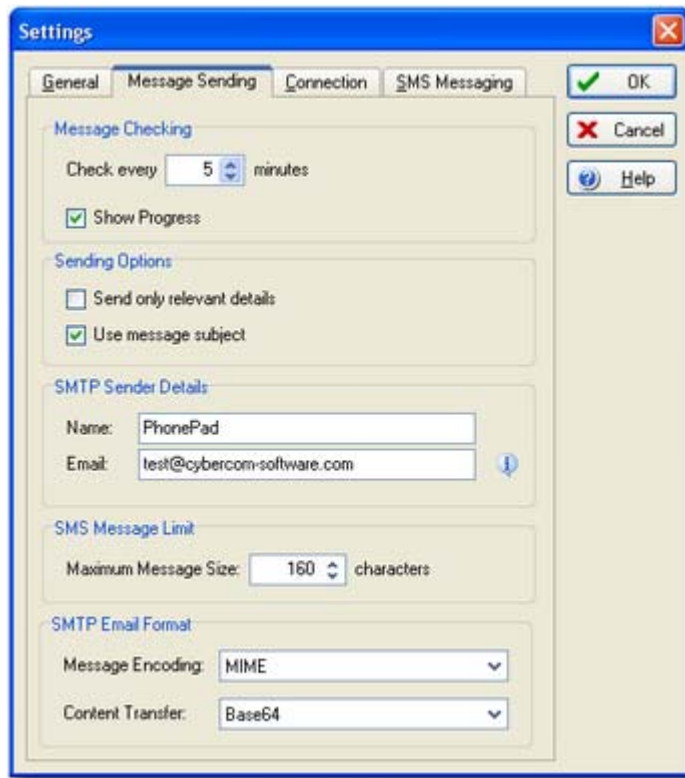 Settings
General Message Sending Connection SMS Messaging
OK
Cancel
Help
Message Checking
Check every 5 minutes
Show Progress
Sending Options
Send only relevant details
Use message subject
SMTP Sender Details
Name: PhonePad
Email: test@cybercom-software.com
SMS Message Limit
Maximum Message Size: 160 characters
SMTP Email Format
Message Encoding: MIME
Content Transfer: Base64